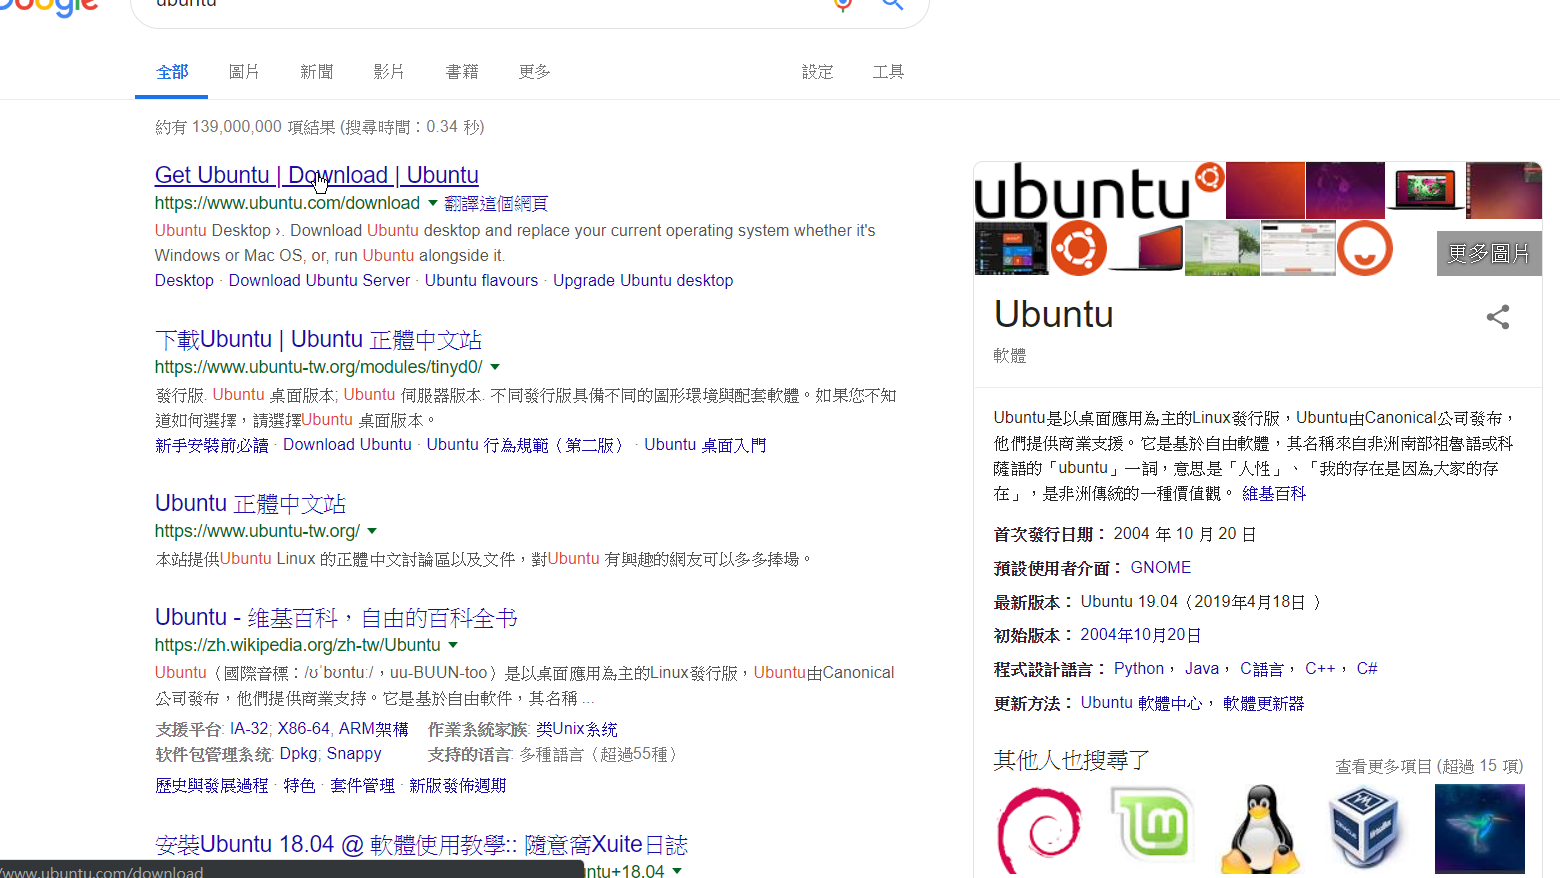 ubuntu
全部 圖片 新聞 影片 書籍 更多 設定 工具
約有 139,000,000 項結果 (搜尋時間：0.34 秒)
Get Ubuntu | Download | Ubuntu
https://www.ubuntu.com/download 翻譯這個網頁
Ubuntu Desktop ›. Download Ubuntu desktop and replace your current operating system whether it's
Windows or Mac OS, or, run Ubuntu alongside it.
Desktop · Download Ubuntu Server · Ubuntu flavours · Upgrade Ubuntu desktop
下載Ubuntu | Ubuntu 正體中文站
https://www.ubuntu-tw.org/modules/tinyd0/
發行版. Ubuntu 桌面版本; Ubuntu 伺服器版本. 不同發行版具備不同的圖形環境與配套軟體。如果您不知
道如何選擇，請選擇Ubuntu 桌面版本。
新手安裝前必讀 · Download Ubuntu · Ubuntu 行為規範（第二版） · Ubuntu 桌面入門
Ubuntu 正體中文站
https://www.ubuntu-tw.org/
本站提供Ubuntu Linux 的正體中文討論區以及文件，對Ubuntu 有興趣的網友可以多多捧場。
Ubuntu - 维基百科，自由的百科全书
https://zh.wikipedia.org/zh-tw/Ubuntu
Ubuntu（國際音標：/ʊˈbʊntuː/，uu-BUUN-too）是以桌面應用為主的Linux發行版，Ubuntu由Canonical
公司發布，他們提供商業支持。它是基於自由軟件，其名稱 ...
支援平台: IA-32; X86-64, ARM架構 作業系統家族: 类Unix系统
软件包管理系统: Dpkg; Snappy 支持的语言: 多種語言（超過55種）
歷史與發展過程 · 特色 · 套件管理 · 新版發佈週期
安裝Ubuntu 18.04 @ 軟體使用教學:: 隨意窩Xuite日誌
untu+18.04
/www.ubuntu.com/download
ubuntu
更多圖片
Ubuntu
軟體
Ubuntu是以桌面應用為主的Linux發行版，Ubuntu由Canonical公司發布，
他們提供商業支援。它是基於自由軟體，其名稱來自非洲南部祖魯語或科
薩語的「ubuntu」一詞，意思是「人性」、「我的存在是因為大家的存
在」，是非洲傳統的一種價值觀。 維基百科
首次發行日期： 2004 年 10 月 20 日
預設使用者介面： GNOME
最新版本： Ubuntu 19.04（2019年4月18日 ）
初始版本： 2004年10月20日
程式設計語言： Python， Java， C語言， C++， C#
更新方法： Ubuntu 軟體中心， 軟體更新器
其他人也搜尋了
查看更多項目 (超過 15 項)